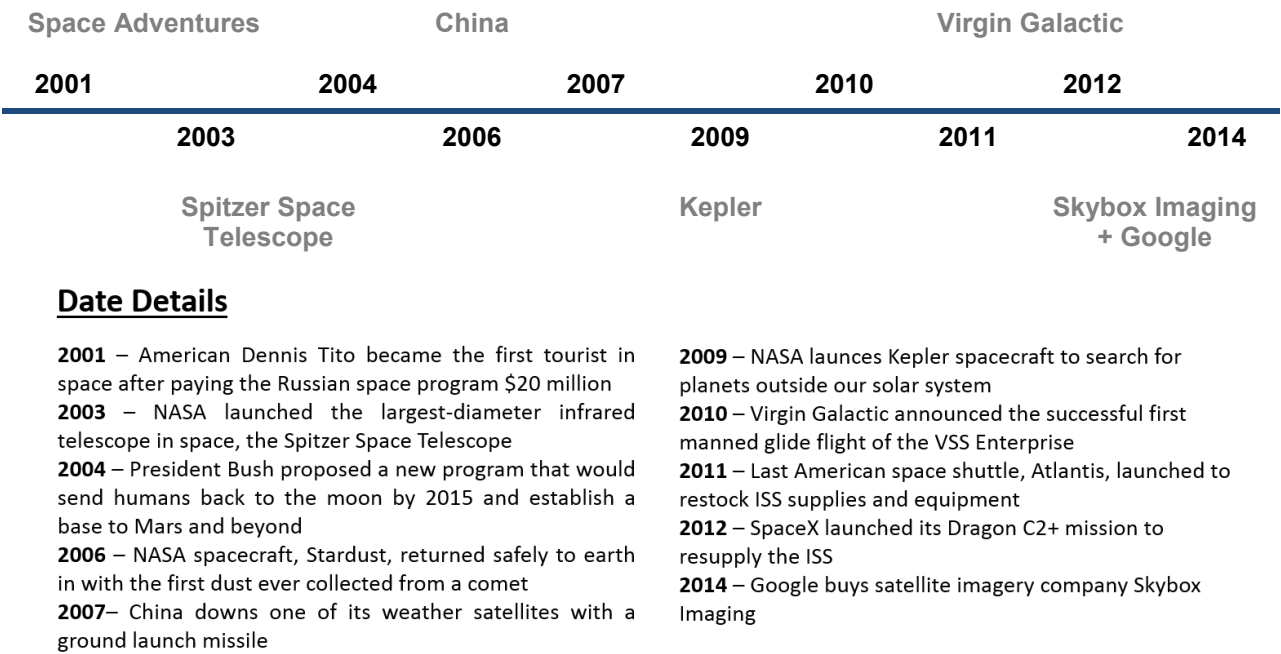 Space Adventures China Virgin Galactic
2001 2004 2007 2010 2012
2003 2006 2009 2011 2014
Spitzer Space Kepler Skybox Imaging
Telescope + Google
Date Details
2001 – American Dennis Tito became the first tourist in
space after paying the Russian space program $20 million
2003 – NASA launched the largest-diameter infrared
telescope in space, the Spitzer Space Telescope
2004 – President Bush proposed a new program that would
send humans back to the moon by 2015 and establish a
base to Mars and beyond
2006 – NASA spacecraft, Stardust, returned safely to earth
in with the first dust ever collected from a comet
2007– China downs one of its weather satellites with a
ground launch missile
2009 – NASA launces Kepler spacecraft to search for
planets outside our solar system
2010 – Virgin Galactic announced the successful first
manned glide flight of the VSS Enterprise
2011 – Last American space shuttle, Atlantis, launched to
restock ISS supplies and equipment
2012 – SpaceX launched its Dragon C2+ mission to
resupply the ISS
2014 – Google buys satellite imagery company Skybox
Imaging